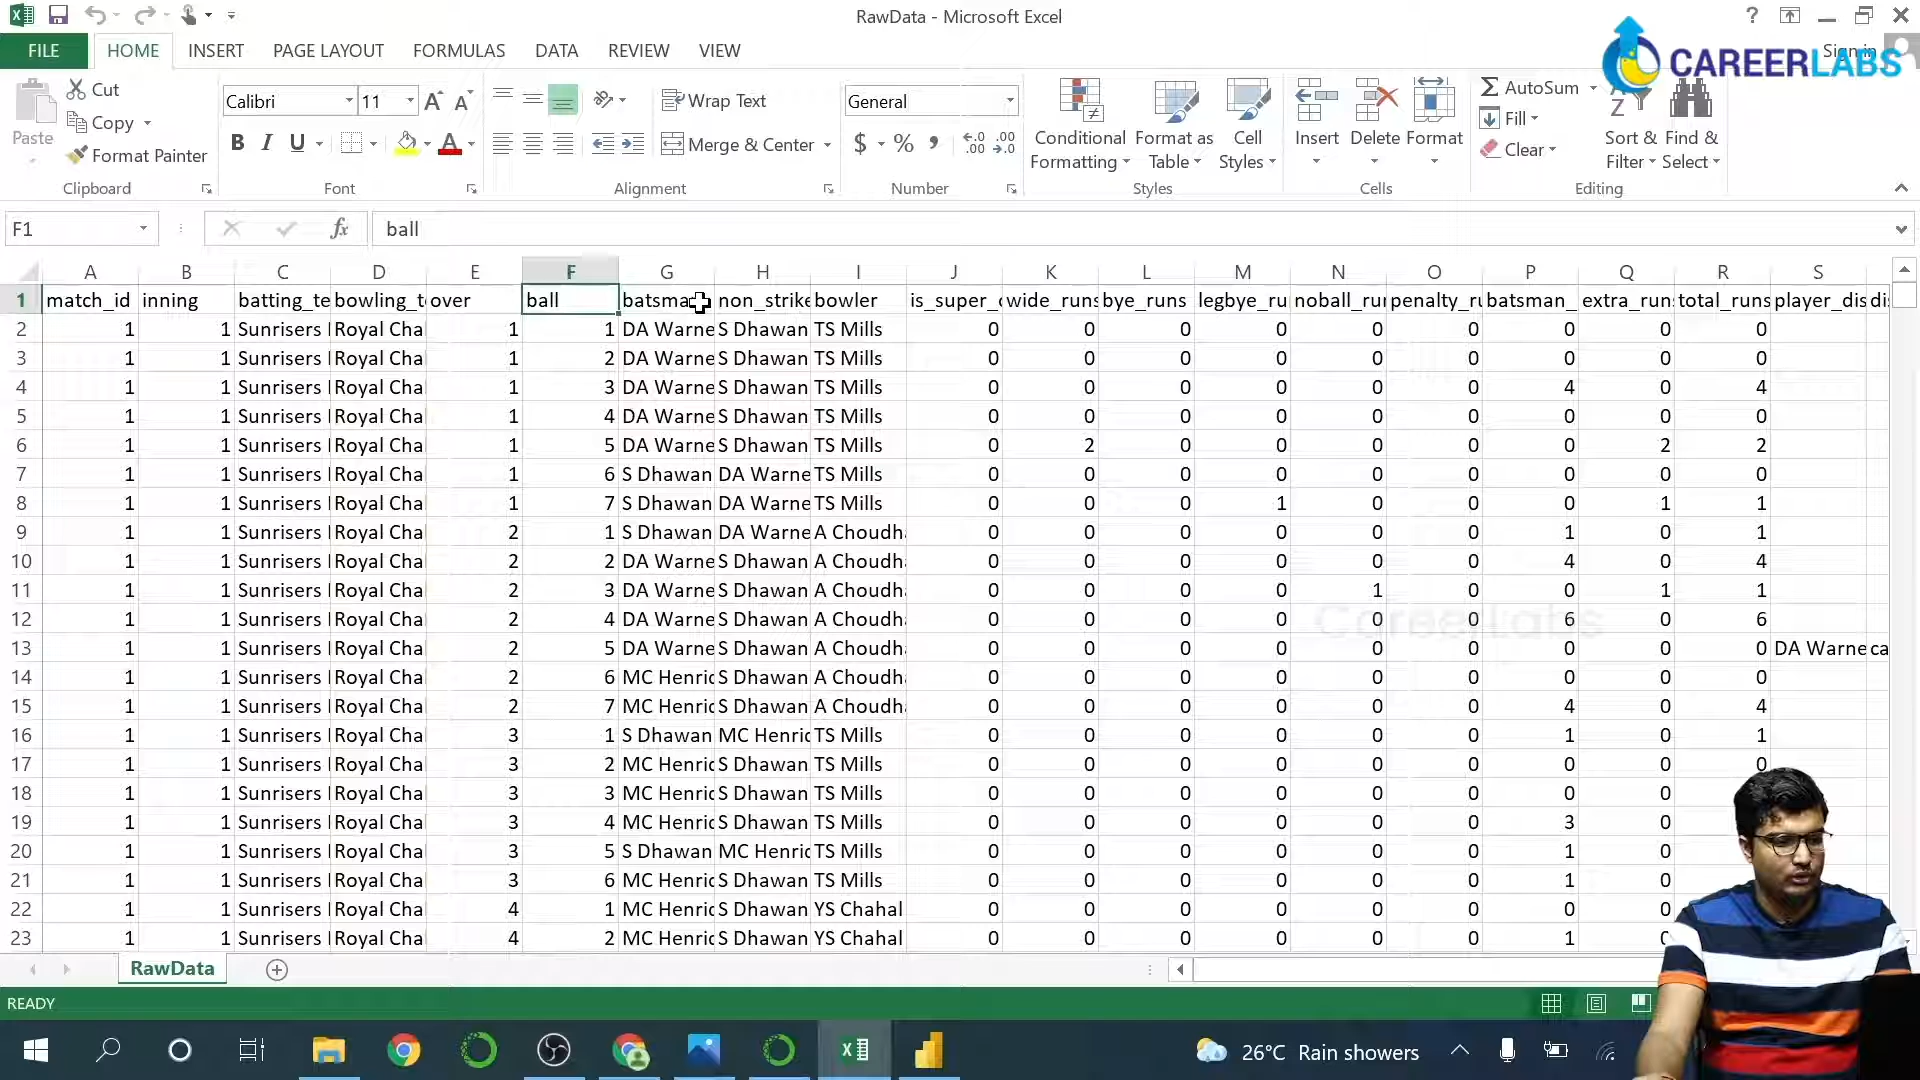 RawData - Microsoft Excel
?
Sign in
CAREERLABS
FILE HOME INSERT PAGE LAYOUT FORMULAS DATA REVIEW VIEW
Cut
Copy
Format Painter
Paste
Calibri 11
B I U
Wrap Text
Merge & Center
General
$ % ,
Conditional Formatting
Format as Table
Cell Styles
Insert Delete Format
AutoSum
Fill
Clear
Sort & Filter
Find & Select
Clipboard Font Alignment Number Styles Cells Editing
F1 fx ball
A B C D E F G H I J K L M N O P Q R S
1 match_id inning batting_te bowling_t over ball batsma non_strike bowler is_super_ wide_runs bye_runs legbye_ru noball_ru penalty_r batsman_ extra_run total_runs player_dis di
2 1 1 Sunrisers Royal Cha 1 1 DA Warne S Dhawan TS Mills 0 0 0 0 0 0 0 0 0
3 1 1 Sunrisers Royal Cha 1 2 DA Warne S Dhawan TS Mills 0 0 0 0 0 0 0 0 0
4 1 1 Sunrisers Royal Cha 1 3 DA Warne S Dhawan TS Mills 0 0 0 0 0 0 4 0 4
5 1 1 Sunrisers Royal Cha 1 4 DA Warne S Dhawan TS Mills 0 0 0 0 0 0 0 0 0
6 1 1 Sunrisers Royal Cha 1 5 DA Warne S Dhawan TS Mills 0 2 0 0 0 0 0 2 2
7 1 1 Sunrisers Royal Cha 1 6 S Dhawan DA Warne TS Mills 0 0 0 0 0 0 0 0 0
8 1 1 Sunrisers Royal Cha 1 7 S Dhawan DA Warne TS Mills 0 0 0 1 0 0 0 1 1
9 1 1 Sunrisers Royal Cha 2 1 S Dhawan DA Warne A Choudh 0 0 0 0 0 0 1 0 1
10 1 1 Sunrisers Royal Cha 2 2 DA Warne S Dhawan A Choudh 0 0 0 0 0 0 4 0 4
11 1 1 Sunrisers Royal Cha 2 3 DA Warne S Dhawan A Choudh 0 0 0 0 1 0 0 1 1
12 1 1 Sunrisers Royal Cha 2 4 DA Warne S Dhawan A Choudh 0 0 0 0 0 0 6 0 6
13 1 1 Sunrisers Royal Cha 2 5 DA Warne S Dhawan A Choudh 0 0 0 0 0 0 0 0 0 DA Warne ca
14 1 1 Sunrisers Royal Cha 2 6 MC Henric S Dhawan A Choudh 0 0 0 0 0 0 0 0 0
15 1 1 Sunrisers Royal Cha 2 7 MC Henric S Dhawan A Choudh 0 0 0 0 0 0 4 0 4
16 1 1 Sunrisers Royal Cha 3 1 S Dhawan MC Henric TS Mills 0 0 0 0 0 0 1 0 1
17 1 1 Sunrisers Royal Cha 3 2 MC Henric S Dhawan TS Mills 0 0 0 0 0 0 0 0 0
18 1 1 Sunrisers Royal Cha 3 3 MC Henric S Dhawan TS Mills 0 0 0 0 0 0 0 0
19 1 1 Sunrisers Royal Cha 3 4 MC Henric S Dhawan TS Mills 0 0 0 0 0 0 3 0
20 1 1 Sunrisers Royal Cha 3 5 S Dhawan MC Henric TS Mills 0 0 0 0 0 0 1 0
21 1 1 Sunrisers Royal Cha 3 6 MC Henric S Dhawan TS Mills 0 0 0 0 0 0 1 0
22 1 1 Sunrisers Royal Cha 4 1 MC Henric S Dhawan YS Chahal 0 0 0 0 0 0 0 0
23 1 1 Sunrisers Royal Cha 4 2 MC Henric S Dhawan YS Chahal 0 0 0 0 0 0 1 0
CareerLabs
RawData
READY
26°C Rain showers